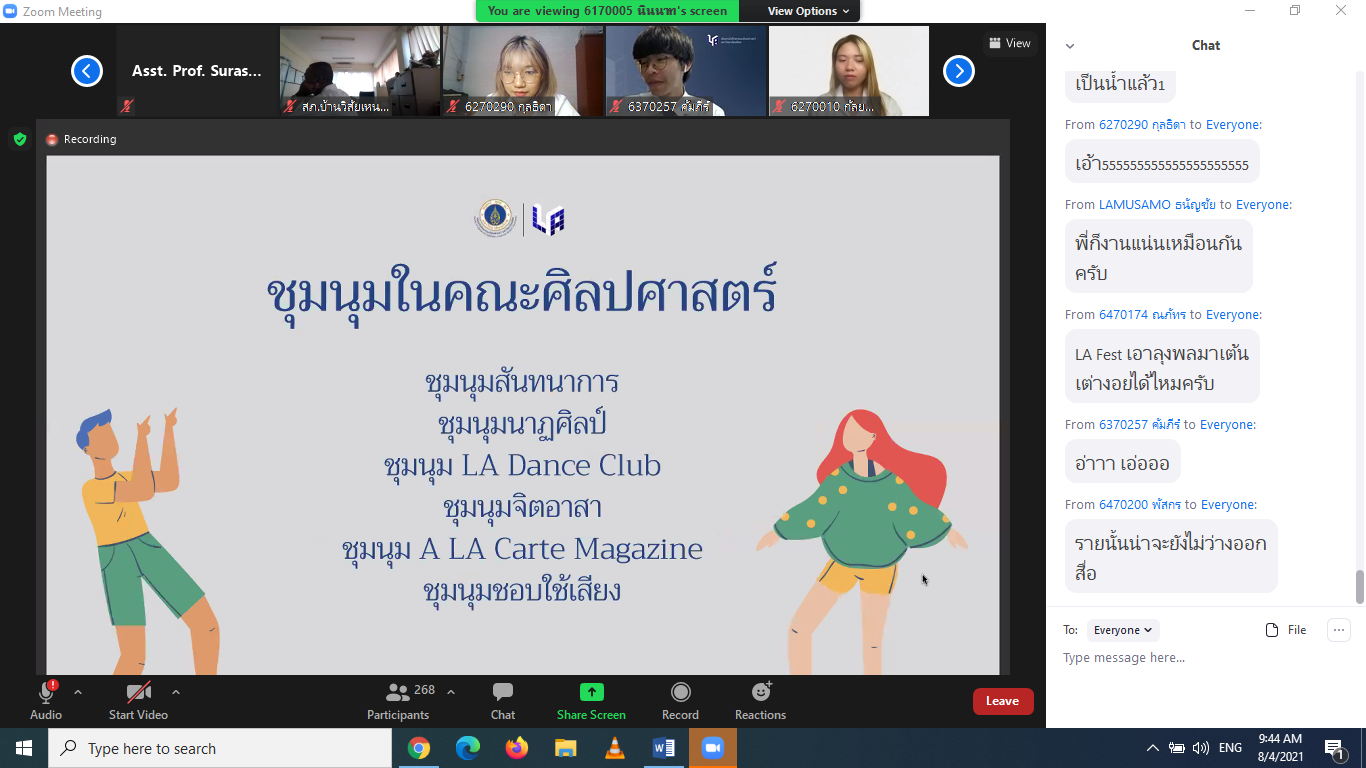 Zoom Meeting
You are viewing 6170005 นินนาท's screen
View Options
Asst. Prof. Suras...
สภ.บ้านวิสัยเหน...
6270290 กุลธิดา
6370257 คัมภีร์
6270010 กัลย...
View
Recording
LA
ชุมนุมในคณะศิลปศาสตร์
ชุมนุมสันทนาการ
ชุมนุมนาฏศิลป์
ชุมนุม LA Dance Club
ชุมนุมจิตอาสา
ชุมนุม A LA Carte Magazine
ชุมนุมชอบใช้เสียง
Chat
เป็นน้ำแล้ว1
From 6270290 กุลธิดา to Everyone:
เอ้า555555555555555555555
From LAMUSAMO ธนัญชัย to Everyone:
พี่ก็งานแน่นเหมือนกัน
ครับ
From 6470174 ณภัทร to Everyone:
LA Fest เอาลุงพลมาเต้น
เต่างอยได้ไหมครับ
From 6370257 คัมภีร์ to Everyone:
อ่าาา เอ่อออ
From 6470200 พัสกร to Everyone:
รายนั้นน่าจะยังไม่ว่างออก
สื่อ
To: Everyone
File
Type message here...
Audio
Start Video
Participants 268
Chat
Share Screen
Record
Reactions
Leave
Type here to search
ENG
9:44 AM
8/4/2021
1